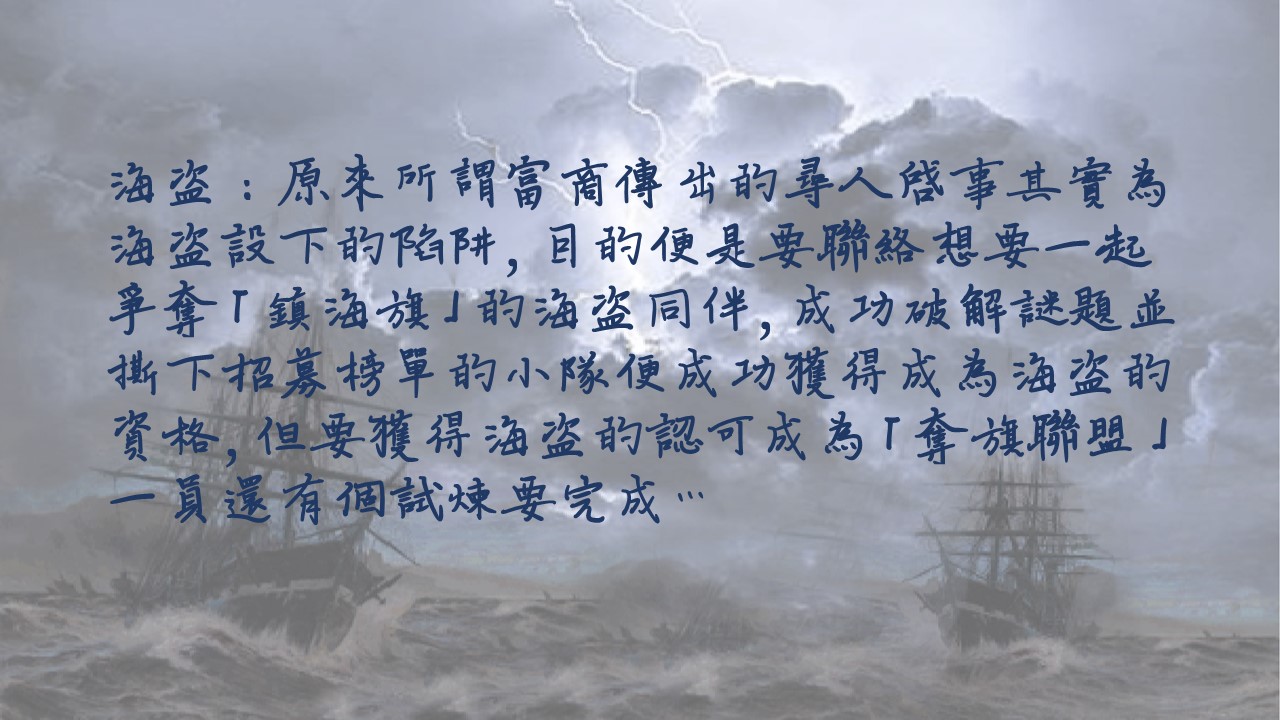 海盜：原來所謂富商傳出的尋人啓事其實為
海盜設下的陷阱，目的便是要聯絡想要一起
爭奪「鎮海旗」的海盜同伴，成功破解謎題並
撕下招募榜單的小隊便成功獲得成為海盜的
資格，但要獲得海盜的認可成為「奪旗聯盟」
一員還有個試煉要完成…